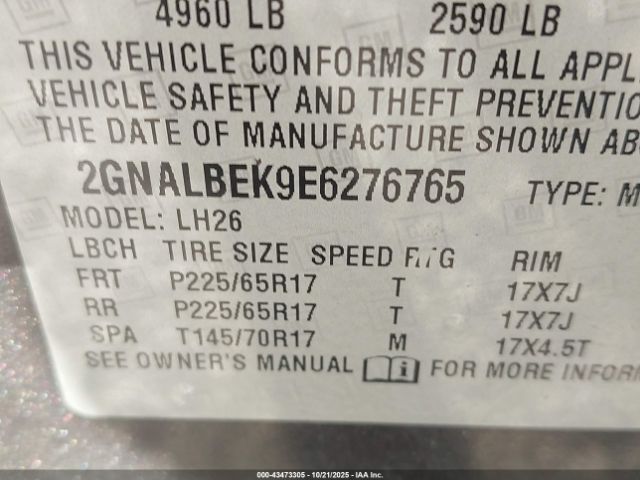 4960 LB 2590 LB
THIS VEHICLE CONFORMS TO ALL APPL
VEHICLE SAFETY AND THEFT PREVENTIO
THE DATE OF MANUFACTURE SHOWN AB
2GNALBEK9E6276765 TYPE: M
MODEL: LH26
LBCH TIRE SIZE SPEED RTG RIM
FRT P225/65R17 T 17X7J
RR P225/65R17 T 17X7J
SPA T145/70R17 M 17X4.5T
SEE OWNER'S MANUAL i FOR MORE INFORM
000-43473305 - 10/21/2025 - IAA Inc.